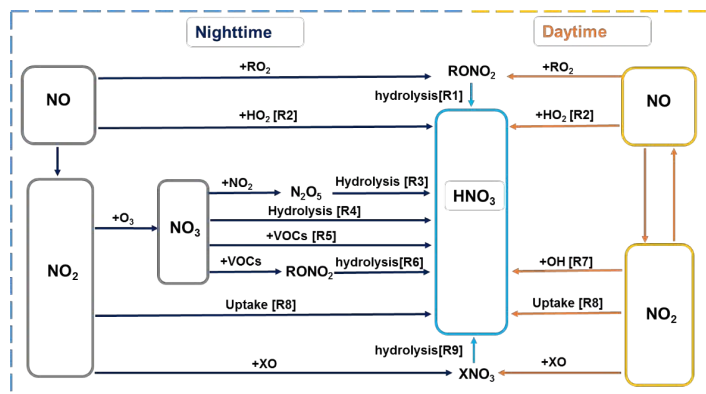 Nighttime
Daytime
NO
+RO₂
RONO₂
+RO₂
NO
hydrolysis[R1]
+HO₂ [R2]
+HO₂ [R2]
HNO₃
NO₂
+O₃
NO₃
+NO₂
N₂O₅
Hydrolysis [R3]
Hydrolysis [R4]
+VOCs [R5]
+VOCs
RONO₂
hydrolysis[R6]
+OH [R7]
Uptake [R8]
Uptake [R8]
NO₂
hydrolysis[R9]
+XO
XNO₃
+XO